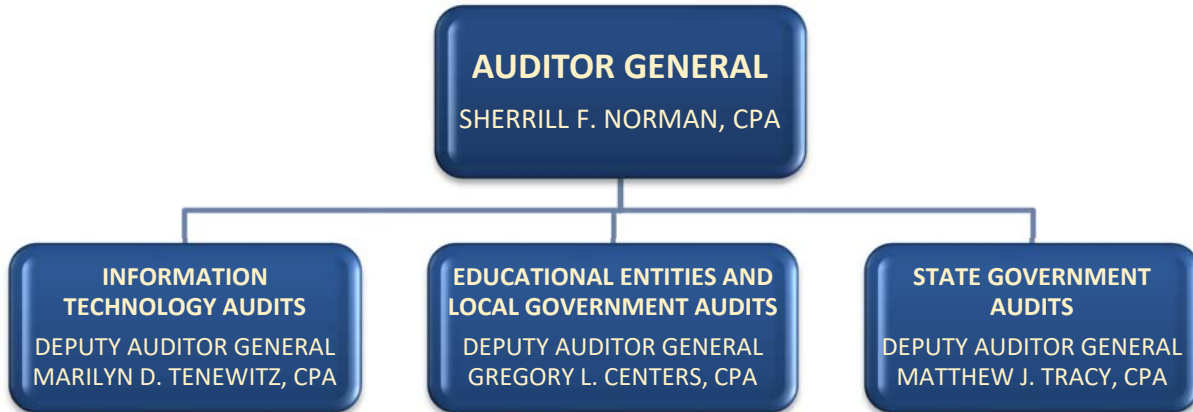 AUDITOR GENERAL
SHERRILL F. NORMAN, CPA
INFORMATION
TECHNOLOGY AUDITS
DEPUTY AUDITOR GENERAL
MARILYN D. TENEWITZ, CPA
EDUCATIONAL ENTITIES AND
LOCAL GOVERNMENT AUDITS
DEPUTY AUDITOR GENERAL
GREGORY L. CENTERS, CPA
STATE GOVERNMENT
AUDITS
DEPUTY AUDITOR GENERAL
MATTHEW J. TRACY, CPA